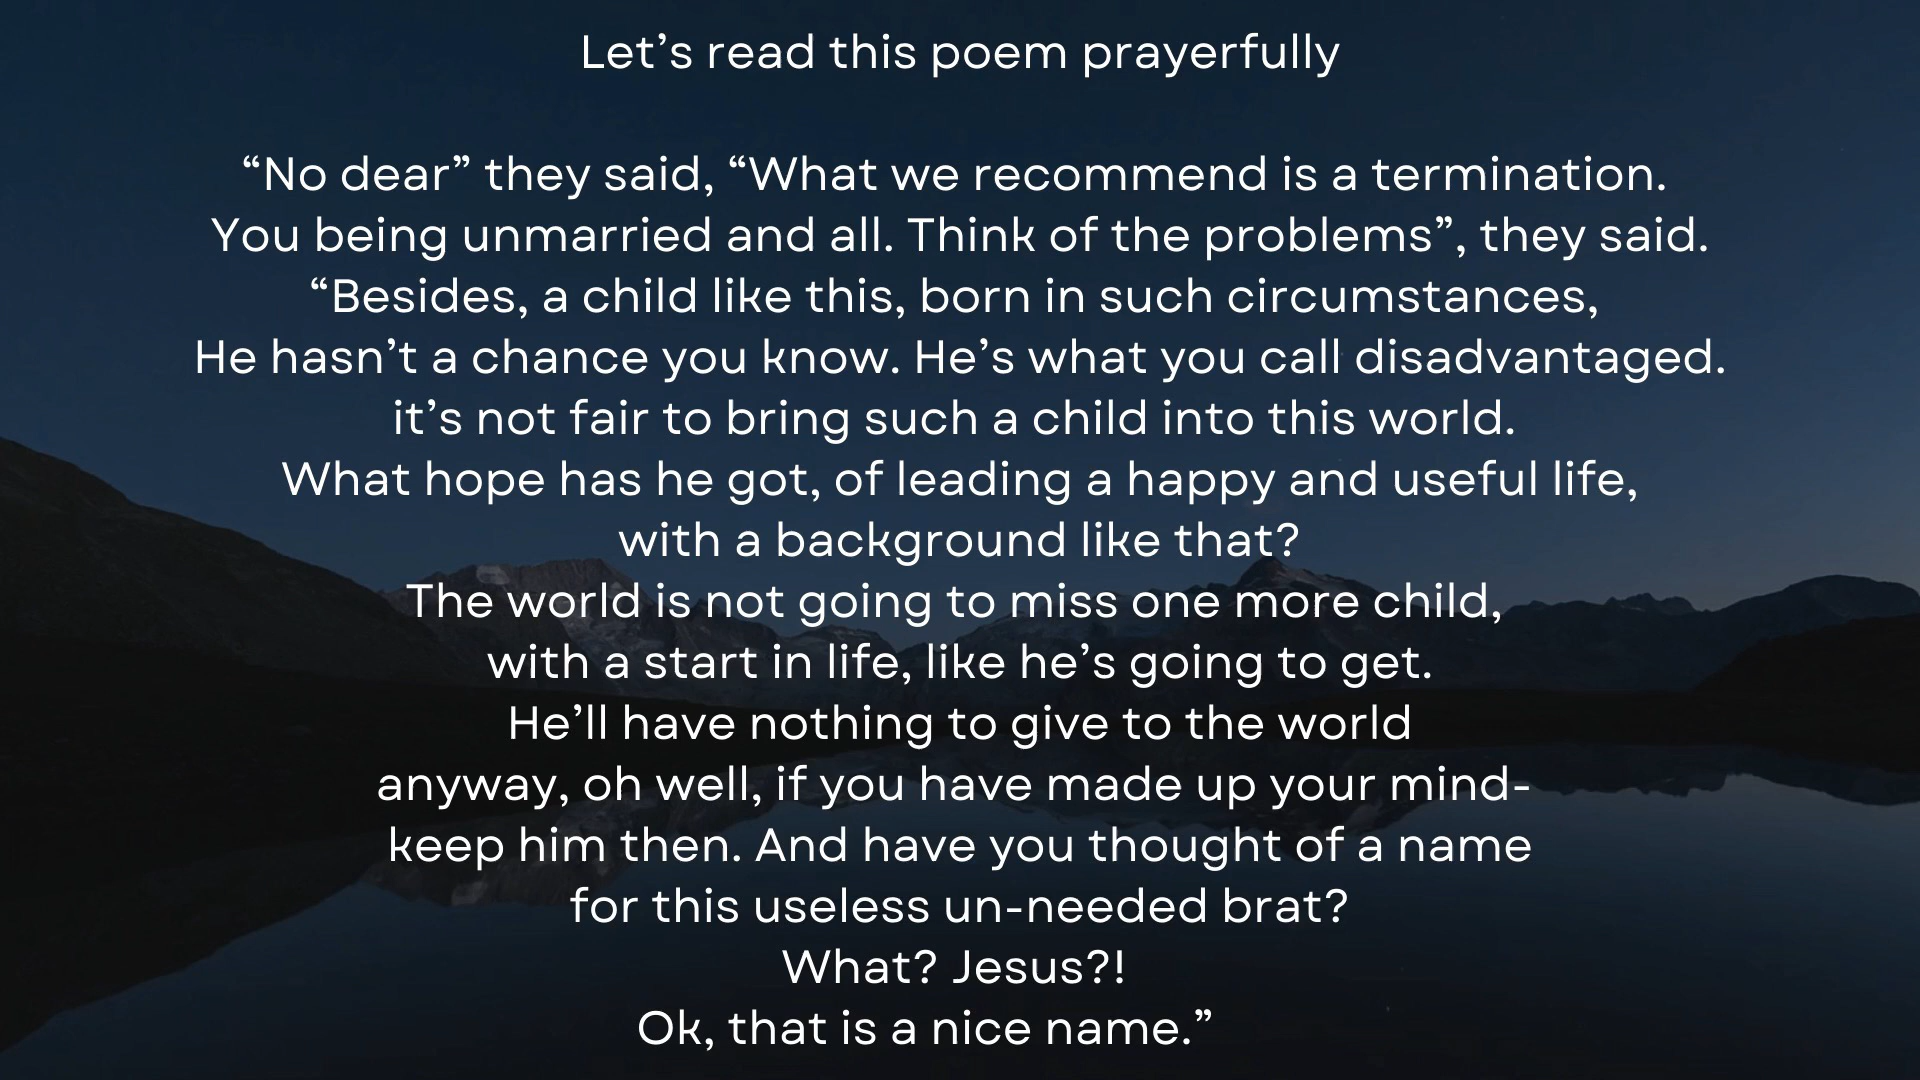 Let’s read this poem prayerfully
“No dear” they said, “What we recommend is a termination.
You being unmarried and all. Think of the problems”, they said.
“Besides, a child like this, born in such circumstances,
He hasn’t a chance you know. He’s what you call disadvantaged.
it’s not fair to bring such a child into this world.
What hope has he got, of leading a happy and useful life,
with a background like that?
The world is not going to miss one more child,
with a start in life, like he’s going to get.
He’ll have nothing to give to the world
anyway, oh well, if you have made up your mind-
keep him then. And have you thought of a name
for this useless un-needed brat?
What? Jesus?!
Ok, that is a nice name.”